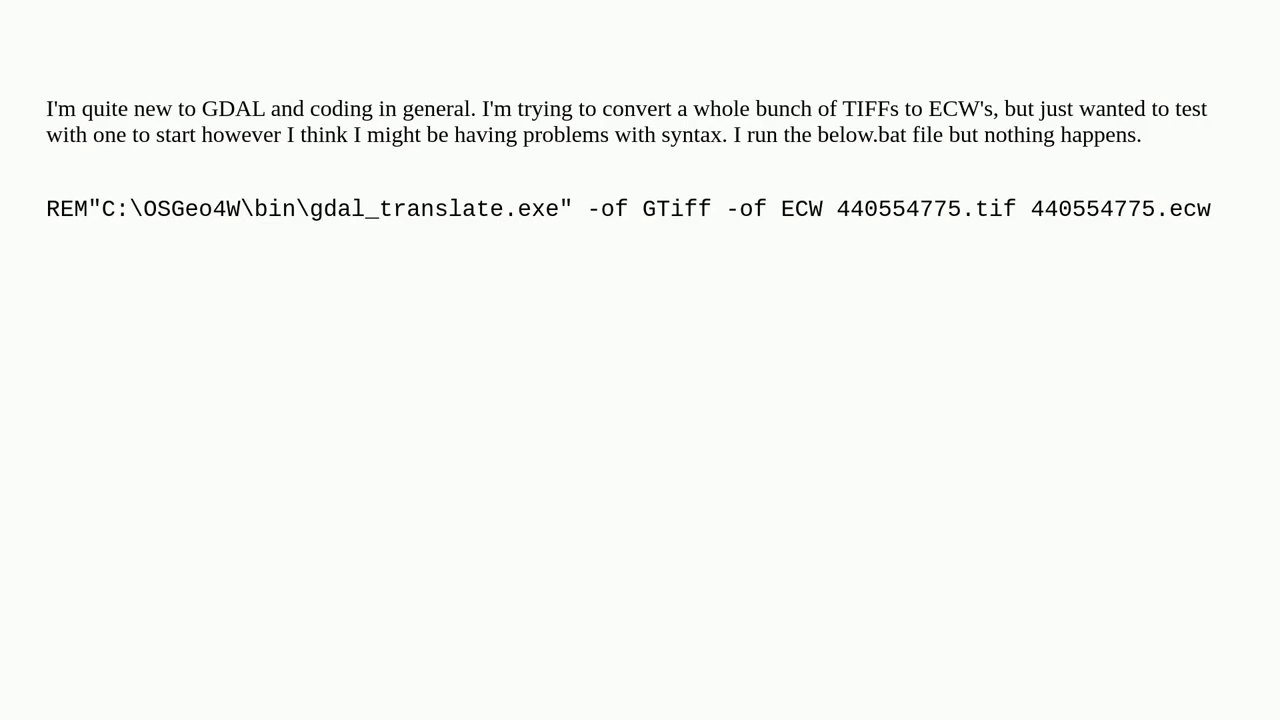 I'm quite new to GDAL and coding in general. I'm trying to convert a whole bunch of TIFFs to ECW's, but just wanted to test
with one to start however I think I might be having problems with syntax. I run the below.bat file but nothing happens.
REM"C:\OSGeo4W\bin\gdal_translate.exe" -of GTiff -of ECW 440554775.tif 440554775.ecw